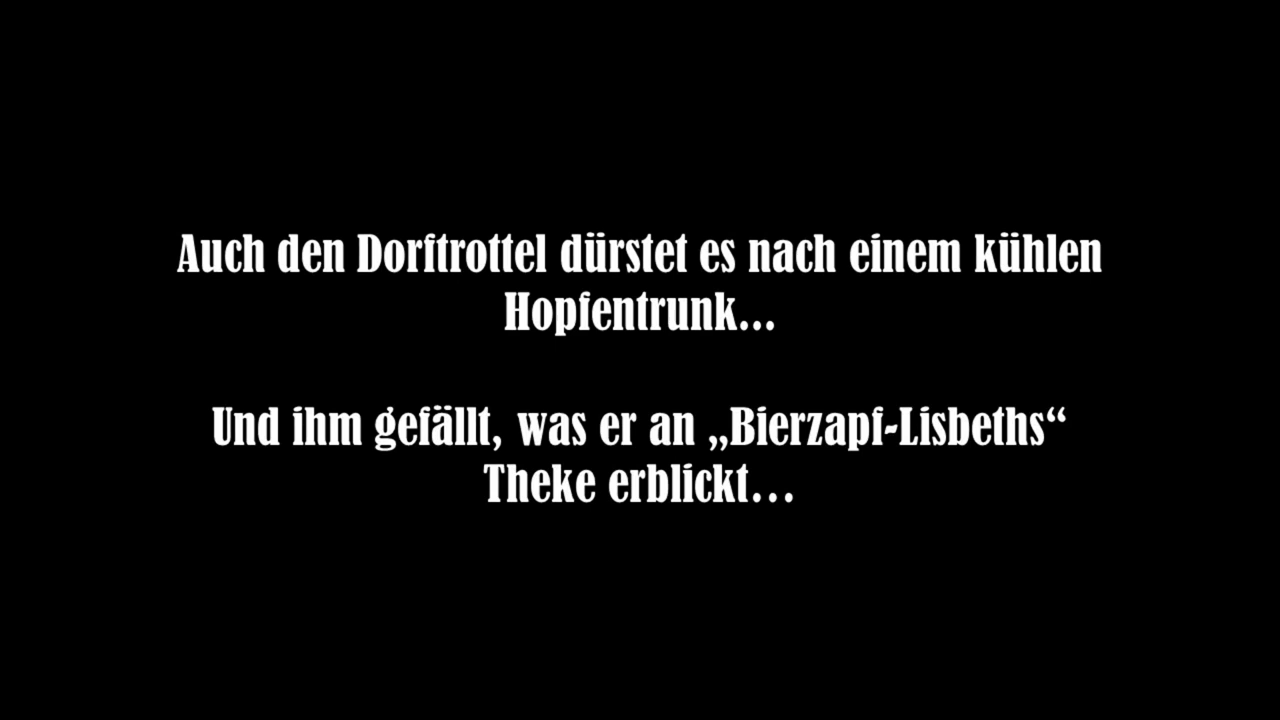 Auch den Dorftrottel dürstet es nach einem kühlen
Hopfentrunk...
Und ihm gefällt, was er an „Bierzapf-Lisbeths“
Theke erblickt…